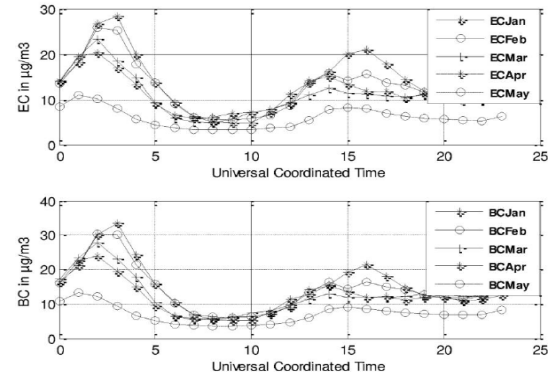 30
20
10
0
EC in µg/m3
0 5 10 15 20 25
Universal Coordinated Time
ECJan
ECFeb
ECMar
ECApr
ECMay
40
30
20
10
0
BC in µg/m3
0 5 10 15 20 25
Universal Coordinated Time
BCJan
BCFeb
BCMar
BCApr
BCMay